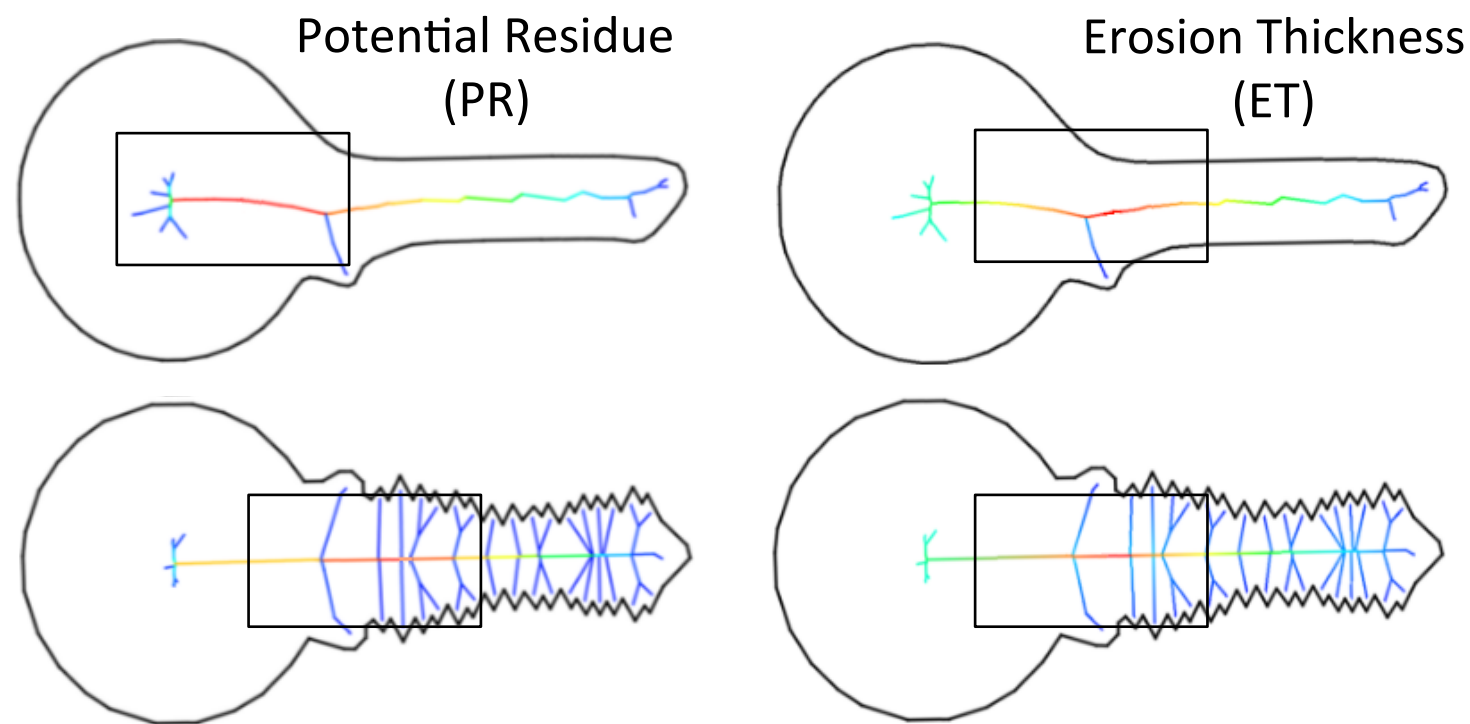 Potential Residue
(PR)
Erosion Thickness
(ET)